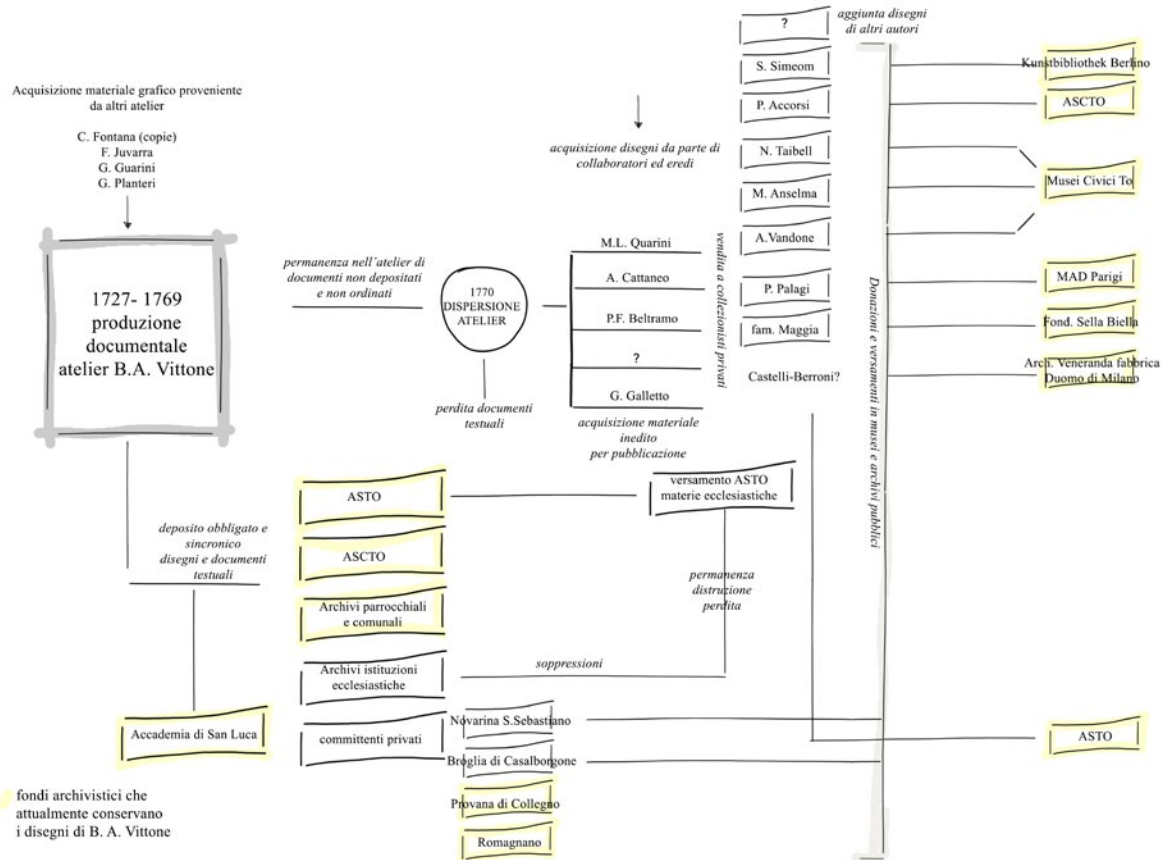 Acquisizione materiale grafico proveniente
da altri atelier
C. Fontana (copie)
F. Juvarra
G. Guarini
G. Planteri
1727- 1769
produzione
documentale
atelier B.A. Vittone
permanenza nell'atelier di
documenti non depositati
e non ordinati
1770
DISPERSIONE
ATELIER
perdita documenti
testuali
acquisizione disegni da parte di
collaboratori ed eredi
M.L. Quarini
A. Cattaneo
P.F. Beltramo
?
G. Galletto
acquisizione materiale
inedito
per pubblicazione
vendita a collezionisti privati
?
S. Simeom
P. Accorsi
N. Taibell
M. Anselma
A.Vandone
P. Palagi
fam. Maggia
Castelli-Berroni?
aggiunta disegni
di altri autori
Donazioni e versamenti in musei e archivi pubblici
Kunstbibliothek Berlino
ASCTO
Musei Civici To
MAD Parigi
Fond. Sella Biella
Arch. Veneranda fabbrica
Duomo di Milano
ASTO
deposito obbligato e
sincronico
disegni e documenti
testuali
Accademia di San Luca
ASTO
ASCTO
Archivi parrocchiali
e comunali
Archivi istituzioni
ecclesiastiche
committenti privati
versamento ASTO
materie ecclesiastiche
permanenza
distruzione
perdita
soppressioni
Novarina S.Sebastiano
Broglia di Casalborgone
Provana di Collegno
Romagnano
fondi archivistici che
attualmente conservano
i disegni di B. A. Vittone